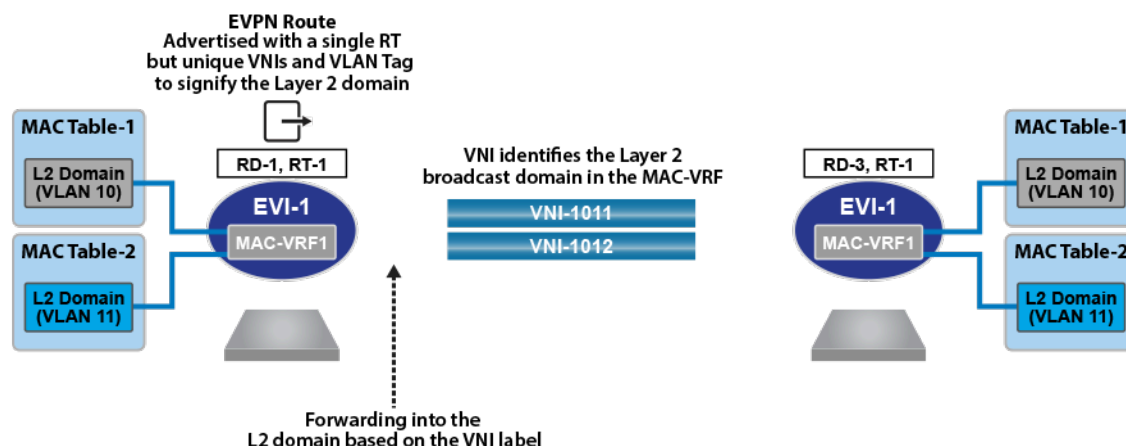 EVPN Route
Advertised with a single RT
but unique VNIs and VLAN Tag
to signify the Layer 2 domain
MAC Table-1
L2 Domain
(VLAN 10)
MAC Table-2
L2 Domain
(VLAN 11)
RD-1, RT-1
EVI-1
MAC-VRF1
VNI identifies the Layer 2
broadcast domain in the MAC-VRF
VNI-1011
VNI-1012
RD-3, RT-1
EVI-1
MAC-VRF1
MAC Table-1
L2 Domain
(VLAN 10)
MAC Table-2
L2 Domain
(VLAN 11)
Forwarding into the
L2 domain based on the VNI label